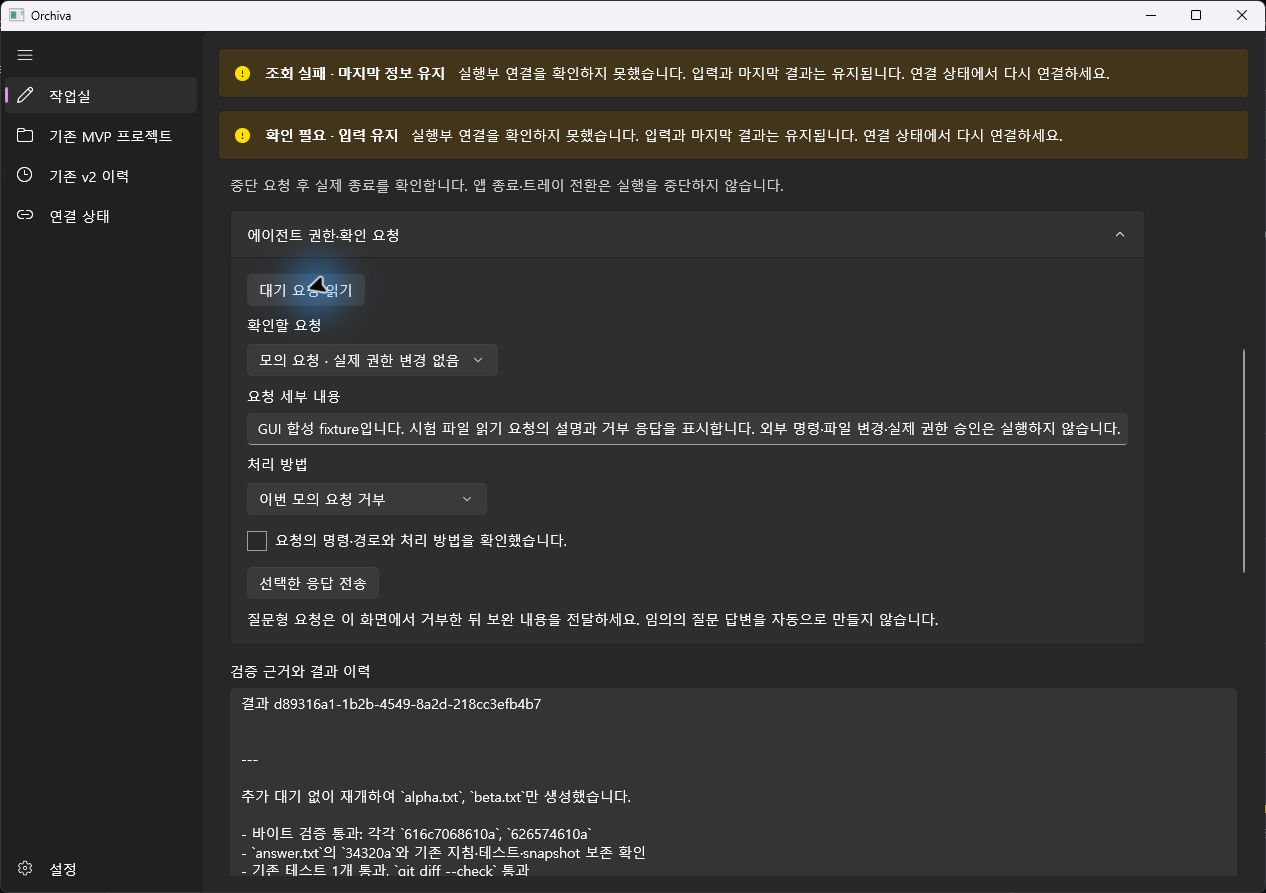 Orchiva
작업실
기존 MVP 프로젝트
기존 v2 이력
연결 상태
설정
조회 실패 · 마지막 정보 유지 실행부 연결을 확인하지 못했습니다. 입력과 마지막 결과는 유지됩니다. 연결 상태에서 다시 연결하세요.
확인 필요 · 입력 유지 실행부 연결을 확인하지 못했습니다. 입력과 마지막 결과는 유지됩니다. 연결 상태에서 다시 연결하세요.
중단 요청 후 실제 종료를 확인합니다. 앱 종료·트레이 전환은 실행을 중단하지 않습니다.
에이전트 권한·확인 요청
대기 요청 읽기
확인할 요청
모의 요청 · 실제 권한 변경 없음
요청 세부 내용
GUI 합성 fixture입니다. 시험 파일 읽기 요청의 설명과 거부 응답을 표시합니다. 외부 명령·파일 변경·실제 권한 승인은 실행하지 않습니다.
처리 방법
이번 모의 요청 거부
요청의 명령·경로와 처리 방법을 확인했습니다.
선택한 응답 전송
질문형 요청은 이 화면에서 거부한 뒤 보완 내용을 전달하세요. 임의의 질문 답변을 자동으로 만들지 않습니다.
검증 근거와 결과 이력
결과 d89316a1-1b2b-4549-8a2d-218cc3efb4b7
---
추가 대기 없이 재개하여 `alpha.txt`, `beta.txt`만 생성했습니다.
- 바이트 검증 통과: 각각 `616c7068610a`, `626574610a`
- `answer.txt`의 `34320a`와 기존 지침·테스트·snapshot 보존 확인
- 기존 테스트 1개 통과, `git diff --check` 통과